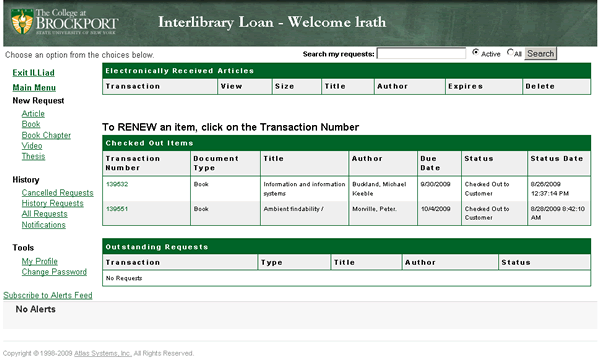 The College at
BROCKPORT
STATE UNIVERSITY OF NEW YORK
Interlibrary Loan - Welcome lrath
Choose an option from the choices below.
Search my requests: Active All Search
Exit ILLiad
Main Menu
New Request
Article
Book
Book Chapter
Video
Thesis
History
Cancelled Requests
History Requests
All Requests
Notifications
Tools
My Profile
Change Password
Subscribe to Alerts Feed
Electronically Received Articles
Transaction View Size Title Author Expires Delete
To RENEW an item, click on the Transaction Number
Checked Out Items
Transaction Number Document Type Title Author Due Date Status Status Date
139532 Book Information and information systems Buckland, Michael Keeble 9/30/2009 Checked Out to Customer 8/26/2009 12:37:14 PM
139551 Book Ambient findability / Morville, Peter. 10/4/2009 Checked Out to Customer 8/28/2009 8:42:10 AM
Outstanding Requests
Transaction Type Title Author Status
No Requests
No Alerts
Copyright © 1998-2009 Atlas Systems, Inc. All Rights Reserved.